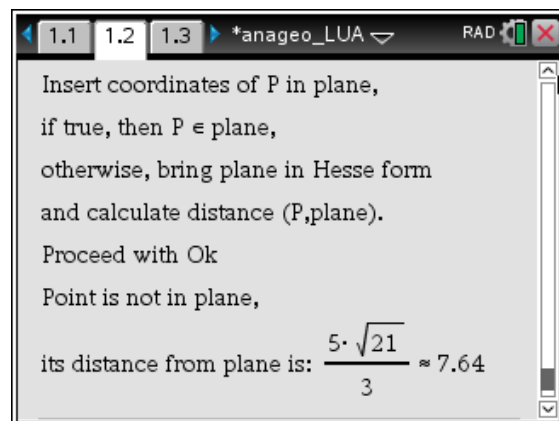 1.1 1.2 1.3 *anageo_LUA RAD
Insert coordinates of P in plane,
if true, then P ∈ plane,
otherwise, bring plane in Hesse form
and calculate distance (P,plane).
Proceed with Ok
Point is not in plane,
its distance from plane is: 5·√21/3 ≈ 7.64